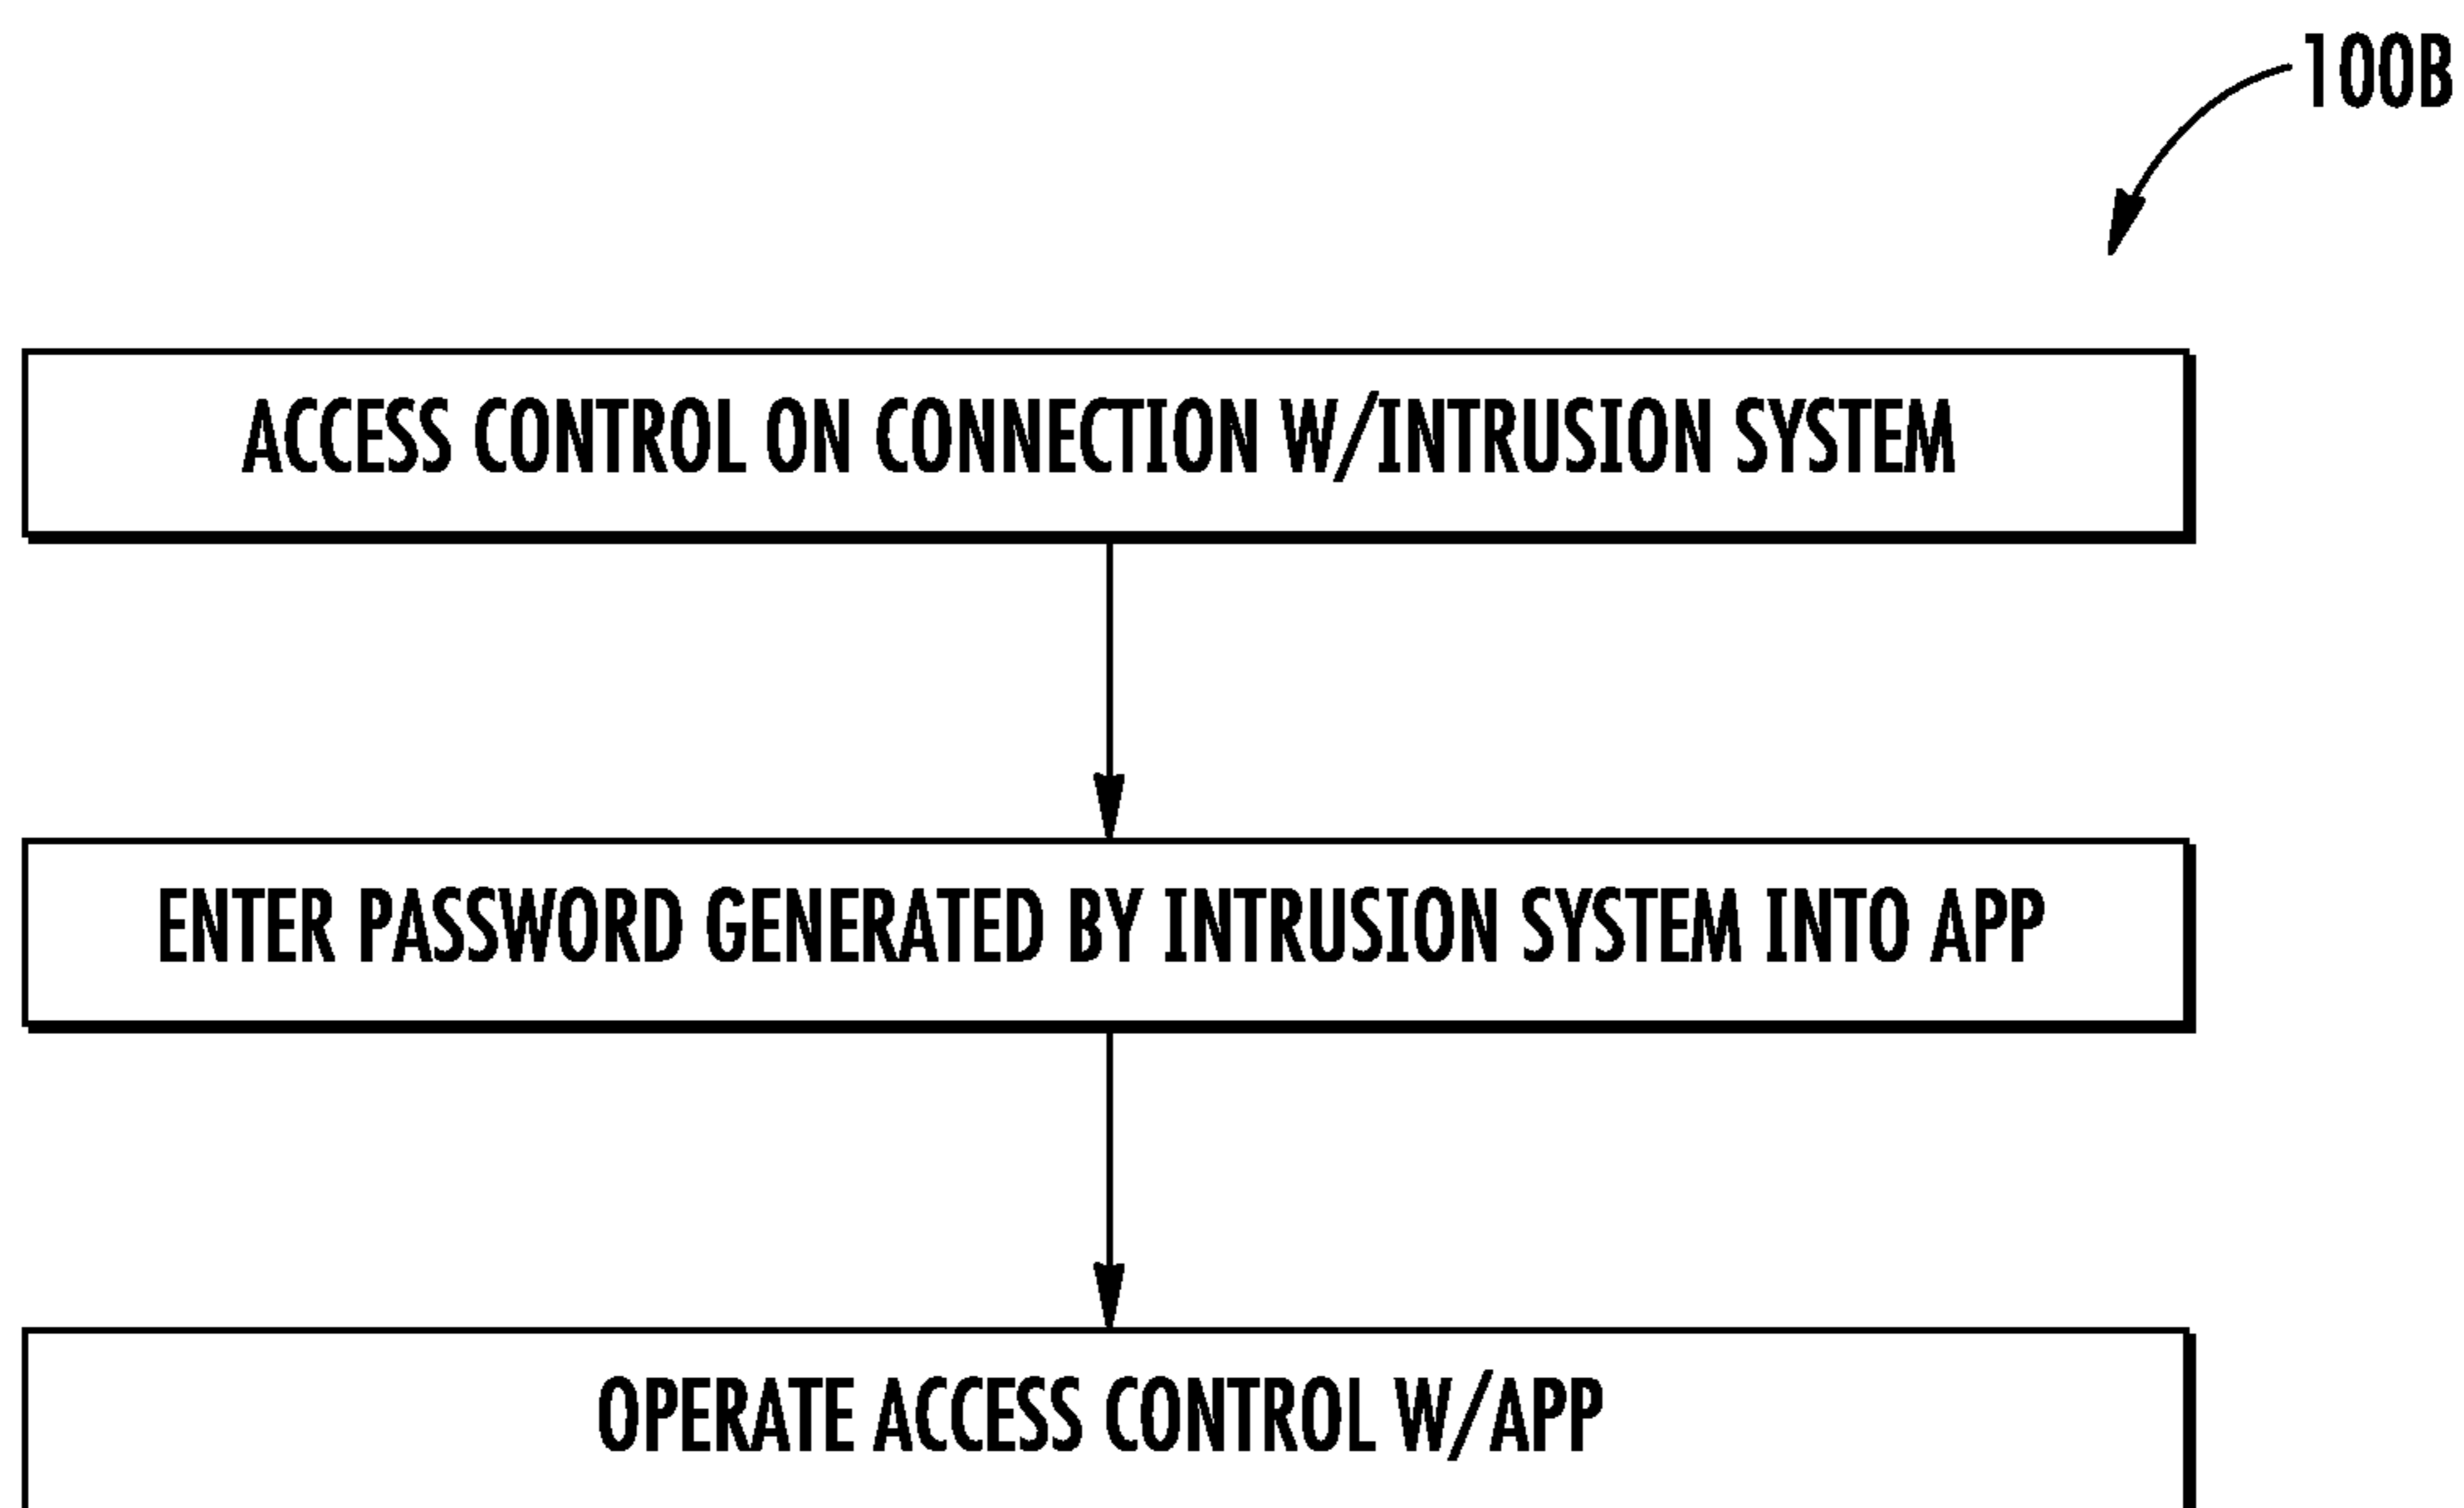 100B
ACCESS CONTROL ON CONNECTION W/INTRUSION SYSTEM
ENTER PASSWORD GENERATED BY INTRUSION SYSTEM INTO APP
OPERATE ACCESS CONTROL W/APP